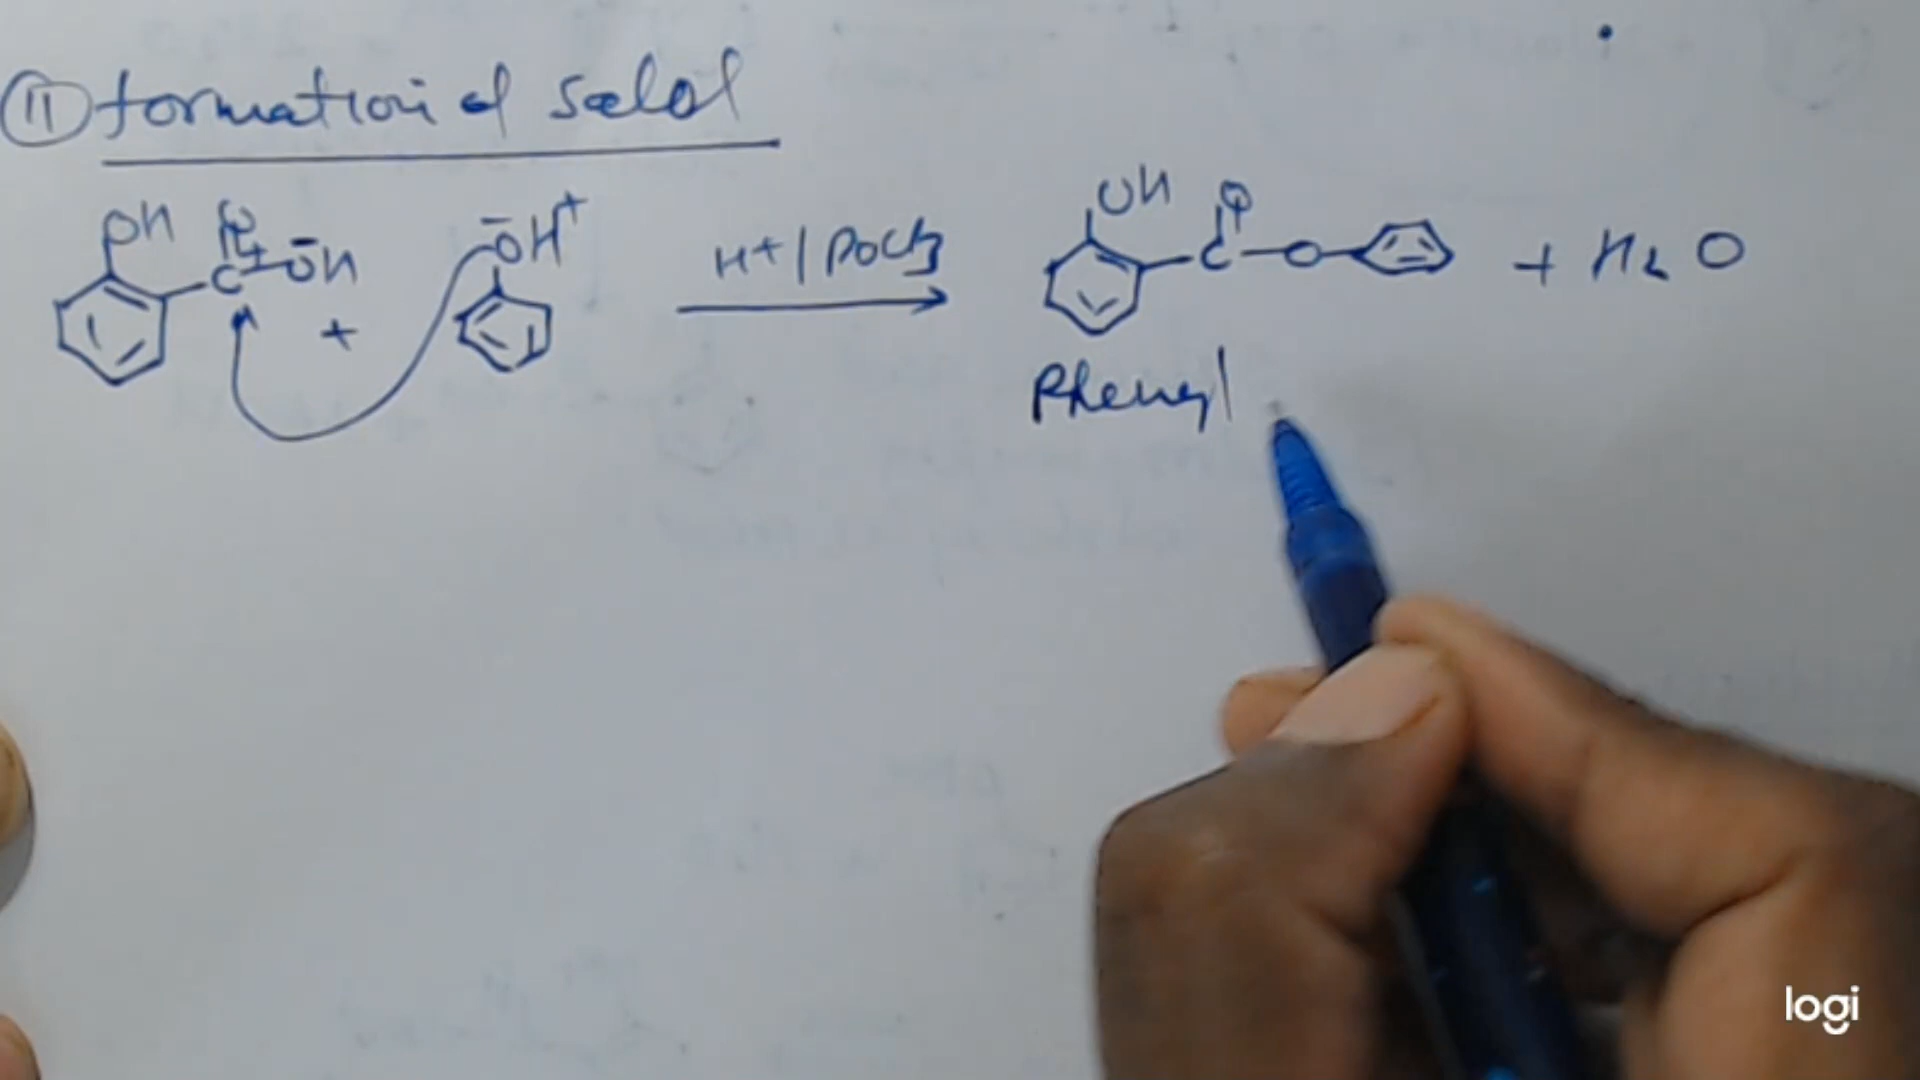 11 formation of salol
OH O C OH + OH+ H+/POCl3 OH O C O + H2O
Phenyl
logi